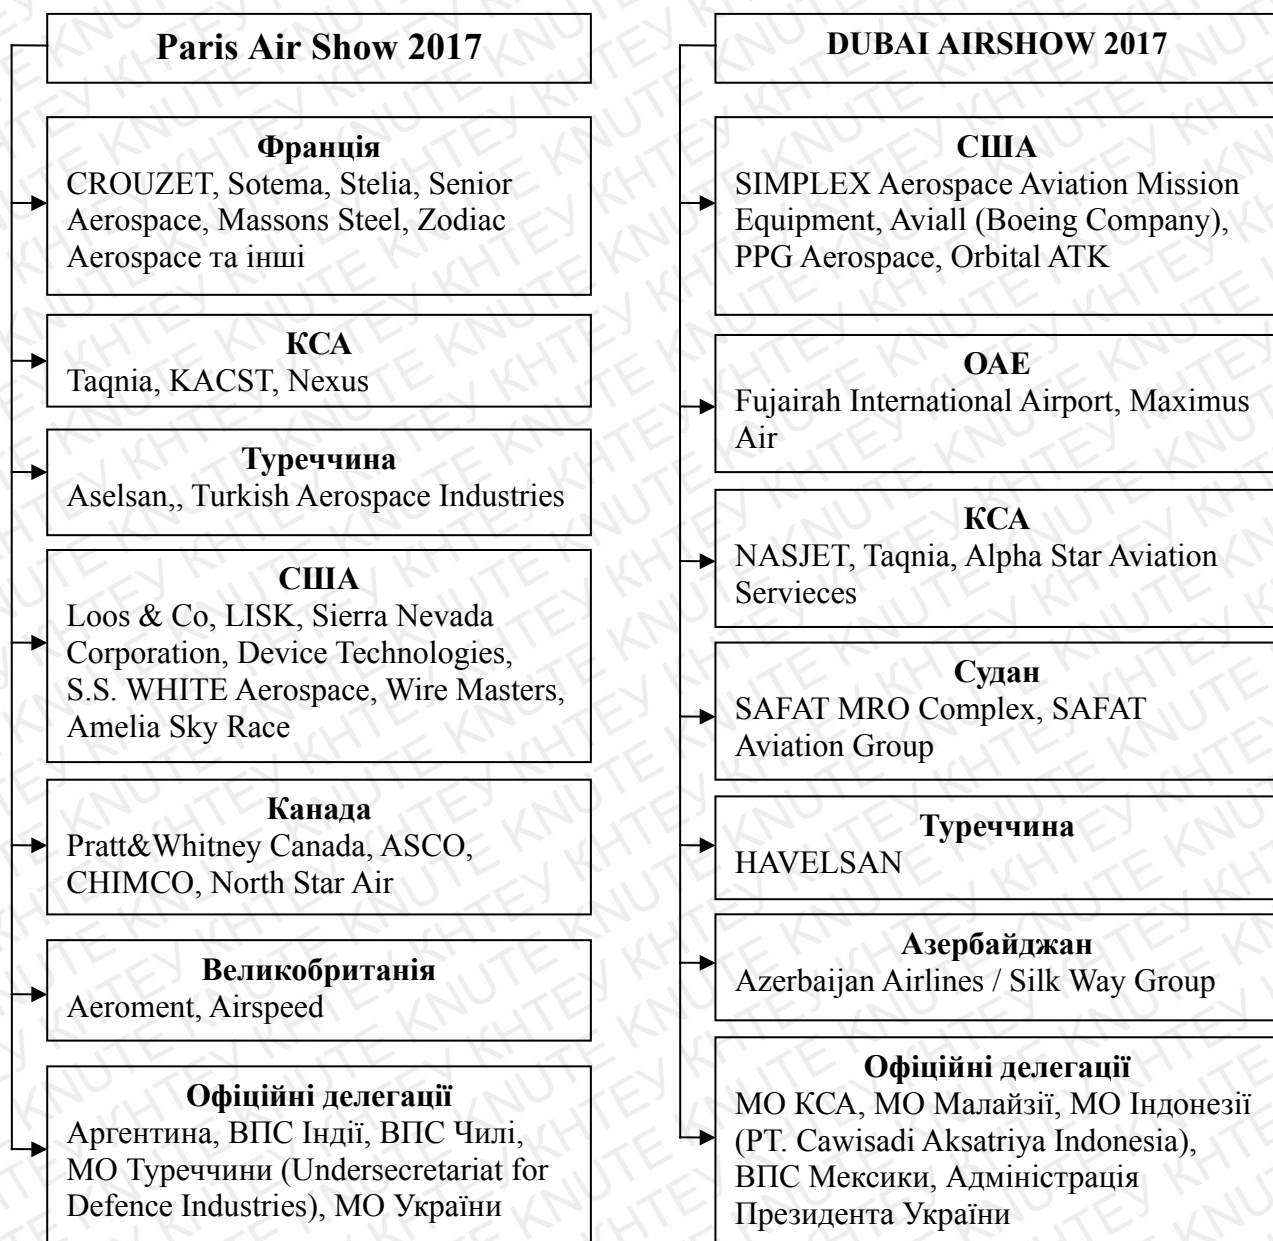 Paris Air Show 2017
Франція
CROUZET, Sotema, Stelia, Senior
Aerospace, Massons Steel, Zodiac
Aerospace та інші
КСА
Taqnia, KACST, Nexus
Туреччина
Aselsan,, Turkish Aerospace Industries
США
Loos & Co, LISK, Sierra Nevada
Corporation, Device Technologies,
S.S. WHITE Aerospace, Wire Masters,
Amelia Sky Race
Канада
Pratt&Whitney Canada, ASCO,
CHIMCO, North Star Air
Великобританія
Aeroment, Airspeed
Офіційні делегації
Аргентина, ВПС Індії, ВПС Чилі,
МО Туреччини (Undersecretariat for
Defence Industries), МО України
DUBAI AIRSHOW 2017
США
SIMPLEX Aerospace Aviation Mission
Equipment, Aviall (Boeing Company),
PPG Aerospace, Orbital ATK
ОАЕ
Fujairah International Airport, Maximus
Air
КСА
NASJET, Taqnia, Alpha Star Aviation
Servieces
Судан
SAFAT MRO Complex, SAFAT
Aviation Group
Туреччина
HAVELSAN
Азербайджан
Azerbaijan Airlines / Silk Way Group
Офіційні делегації
МО КСА, МО Малайзії, МО Індонезії
(PT. Cawisadi Aksatriya Indonesia),
ВПС Мексики, Адміністрація
Президента України